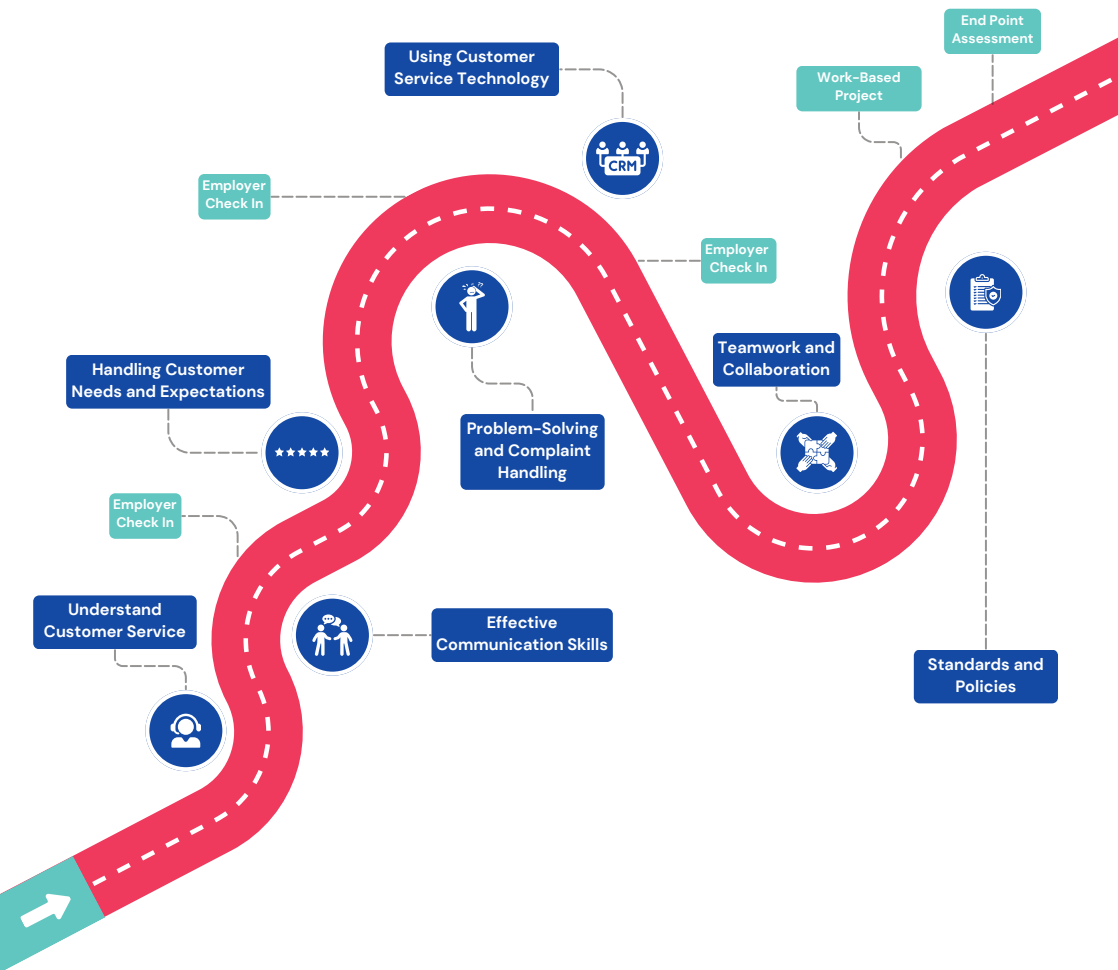 End Point
Assessment
Using Customer
Service Technology
Work-Based
Project
CRM
Employer
Check In
Employer
Check In
Teamwork and
Collaboration
Handling Customer
Needs and Expectations
Problem-Solving
and Complaint
Handling
Employer
Check In
Understand
Customer Service
Effective
Communication Skills
Standards and
Policies